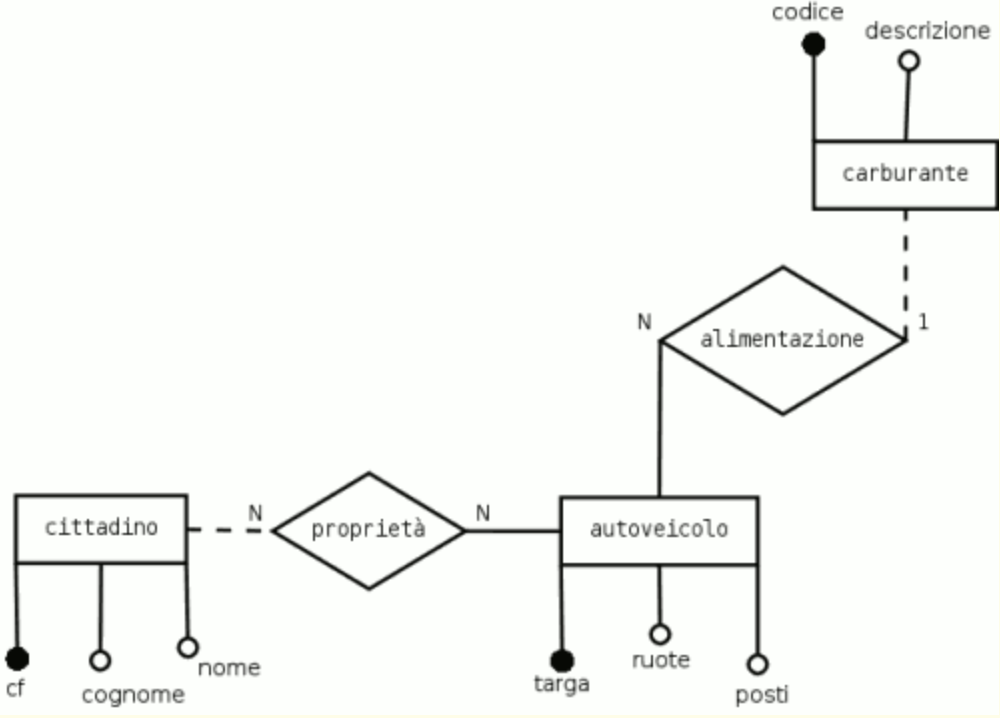 codice
descrizione
carburante
N
1
alimentazione
cittadino
N
proprietà
N
autoveicolo
cf
cognome
nome
targa
ruote
posti